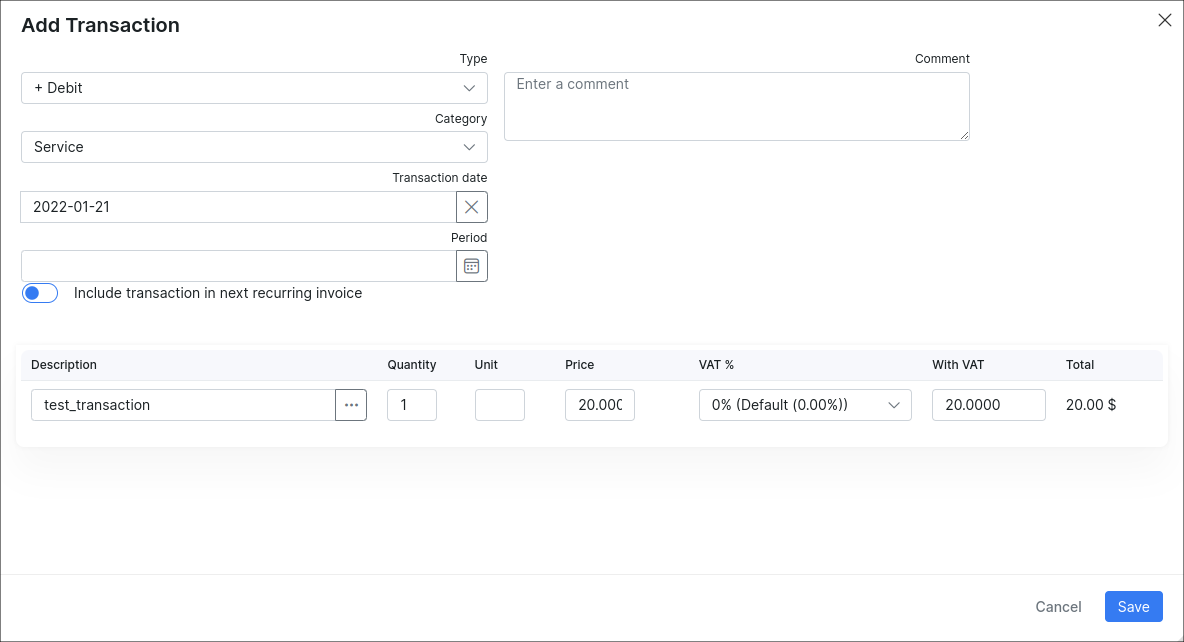 Add Transaction
Type
+ Debit
Category
Service
Transaction date
2022-01-21
Period
Include transaction in next recurring invoice
Comment
Enter a comment
Description Quantity Unit Price VAT % With VAT Total
test_transaction 1 20.000 0% (Default (0.00%)) 20.0000 20.00 $
Cancel Save